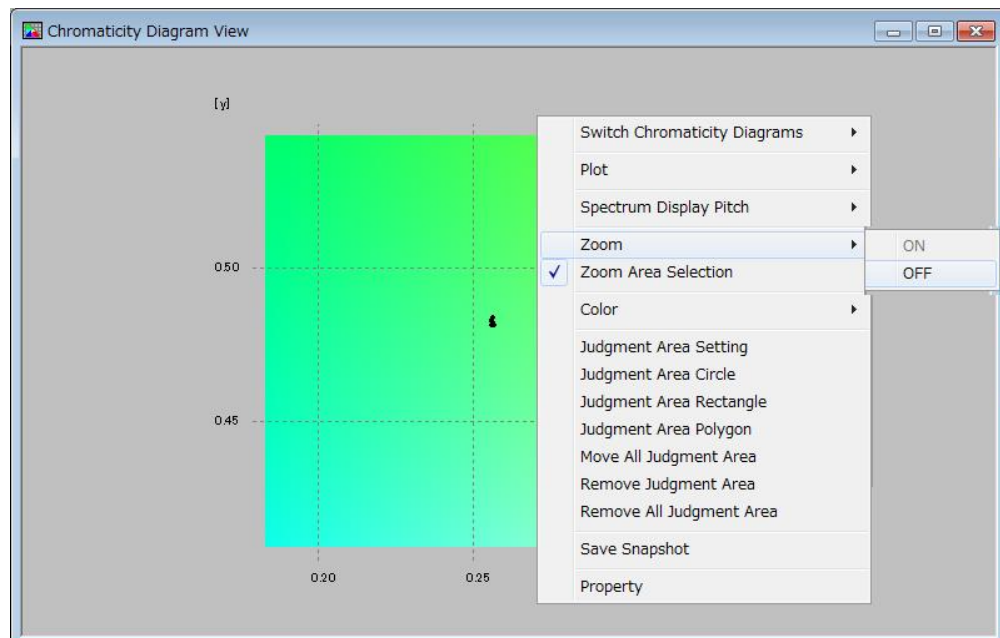 Chromaticity Diagram View
[y]
Switch Chromaticity Diagrams
Plot
Spectrum Display Pitch
Zoom
ON
0.50
Zoom Area Selection
OFF
Color
Judgment Area Setting
Judgment Area Circle
Judgment Area Rectangle
0.45
Judgment Area Polygon
Move All Judgment Area
Remove Judgment Area
Remove All Judgment Area
Save Snapshot
0.20
0.25
Property